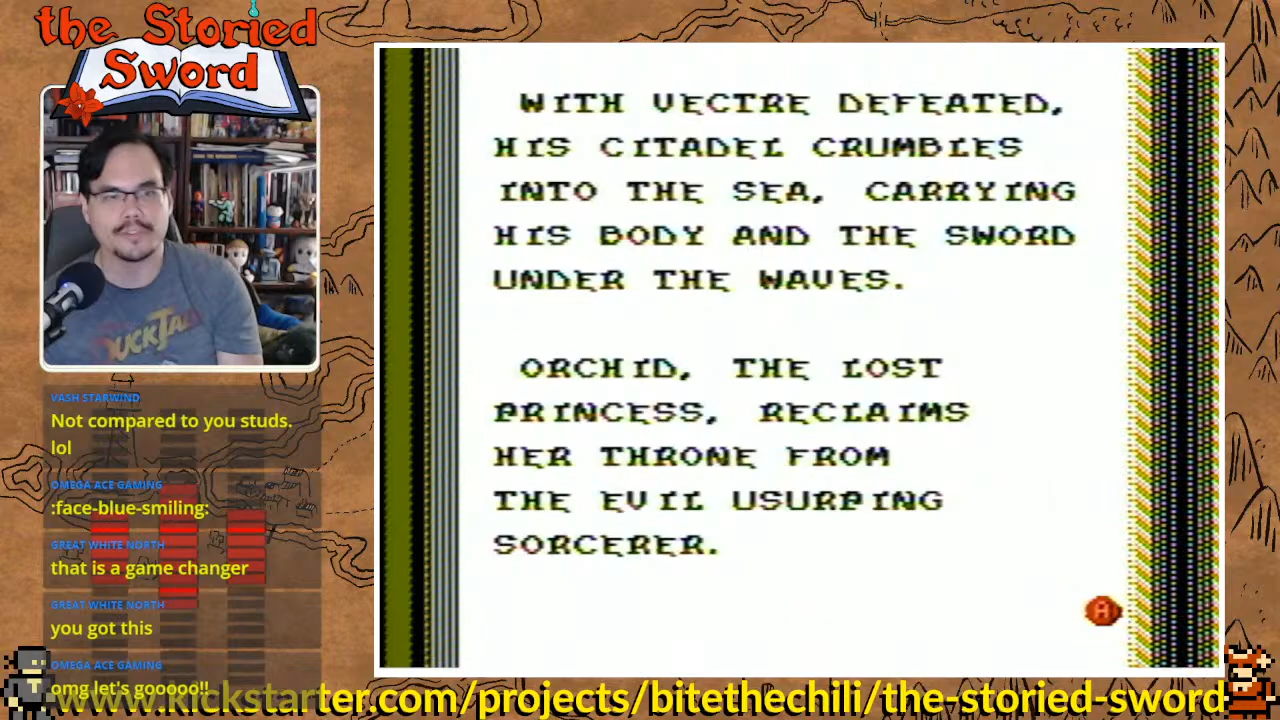 the Storied
Sword
DUCKTALES
VASH STARWIND
Not compared to you studs.
lol
OMEGA ACE GAMING
:face-blue-smiling:
GREAT WHITE NORTH
that is a game changer
GREAT WHITE NORTH
you got this
OMEGA ACE GAMING
omg let's gooooo!!
WITH VECTRE DEFEATED,
HIS CITADEL CRUMBLES
INTO THE SEA, CARRYING
HIS BODY AND THE SWORD
UNDER THE WAVES.
ORCHID, THE LOST
PRINCESS, RECLAIMS
HER THRONE FROM
THE EVIL USURPING
SORCERER.
A
www.kickstarter.com/projects/bitethechili/the-storied-sword